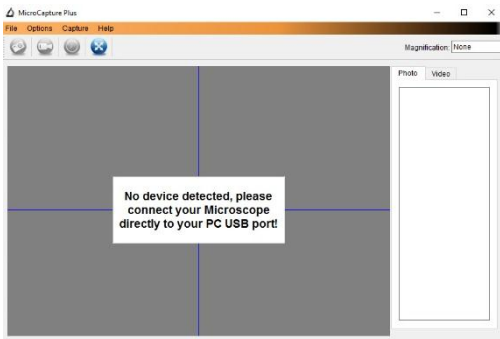 MicroCapture Plus
File Options Capture Help
Magnification: None
Photo Video
No device detected, please
connect your Microscope
directly to your PC USB port!